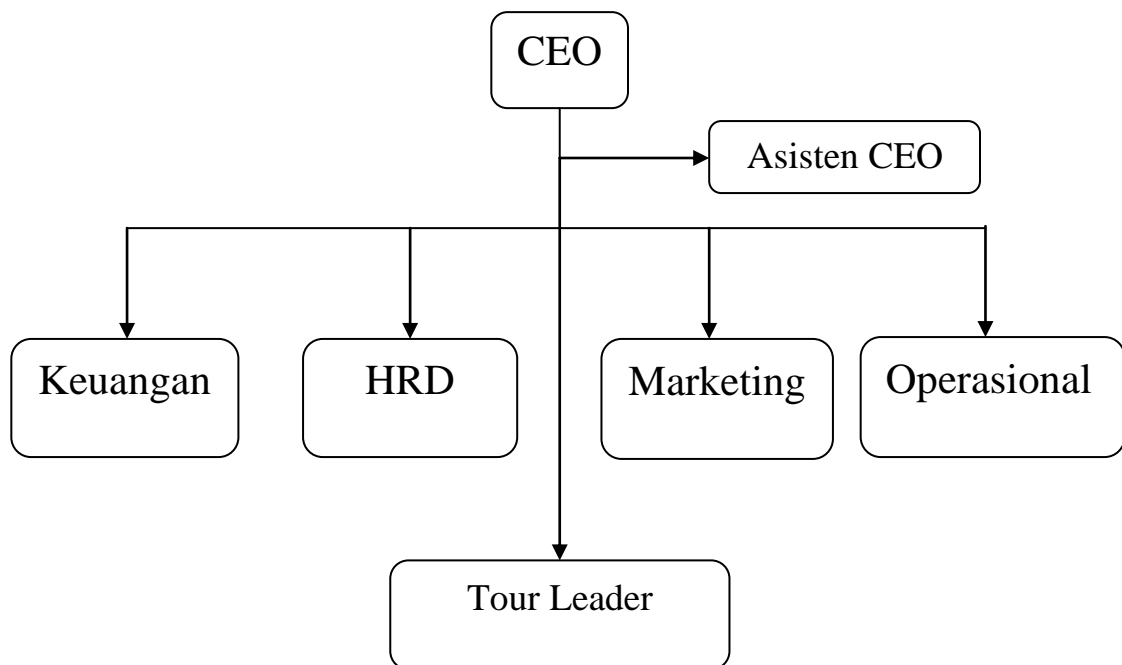 CEO
Asisten CEO
Keuangan
HRD
Marketing
Operasional
Tour Leader